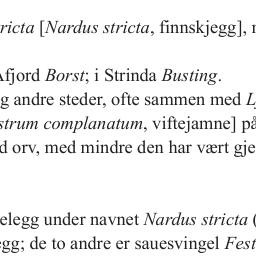 ricta [Nardus stricta, finnskjegg],
Afjord Borst; i Strinda Busting.
g andre steder, ofte sammen med
strum complanatum, viftejamne] på
d orv, med mindre den har vært gje
elegg under navnet Nardus stricta (
egg; de to andre er sauesvingel Fest